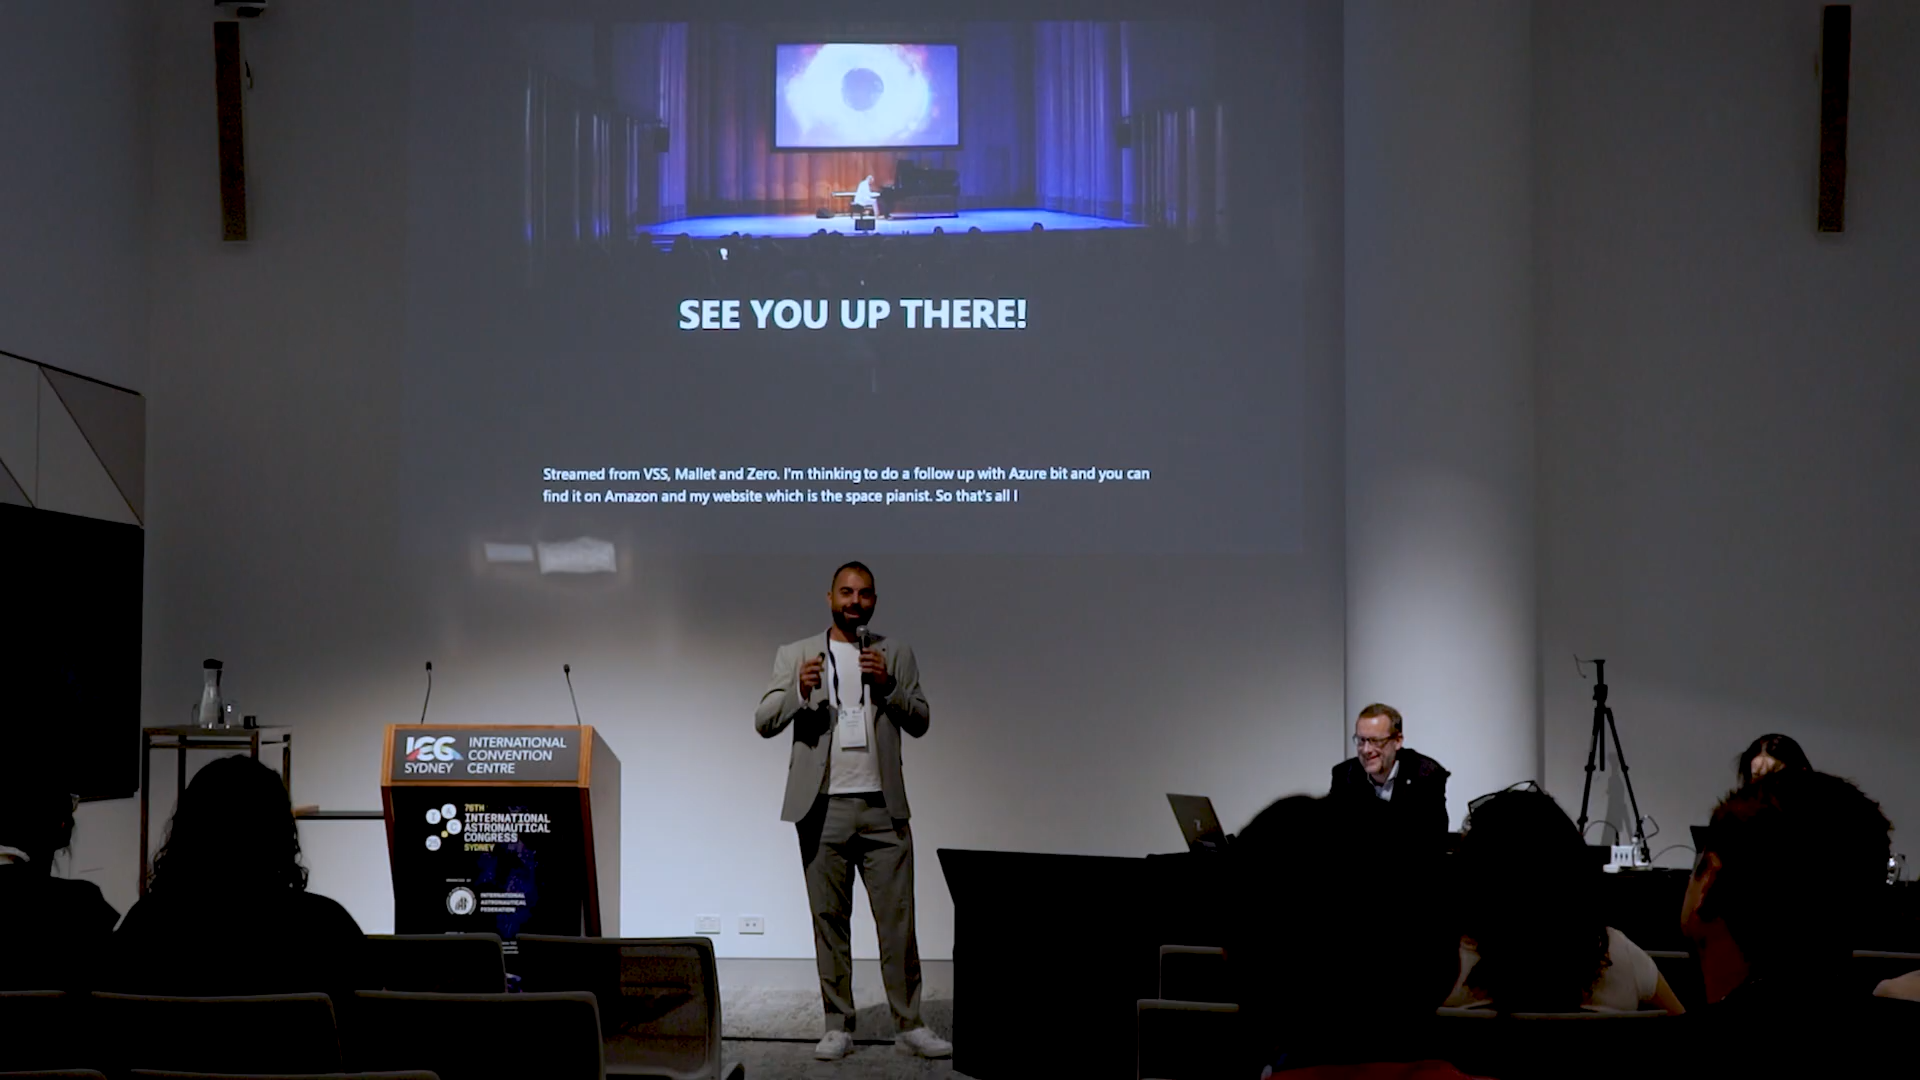 SEE YOU UP THERE!
Streamed from VSS, Mallet and Zero. I'm thinking to do a follow up with Azure bit and you can
find it on Amazon and my website which is the space pianist. So that's all I
ICC
SYDNEY
INTERNATIONAL
CONVENTION
CENTRE
IAC
25
76TH
INTERNATIONAL
ASTRONAUTICAL
CONGRESS
SYDNEY
INTERNATIONAL
ASTRONAUTICAL
FEDERATION